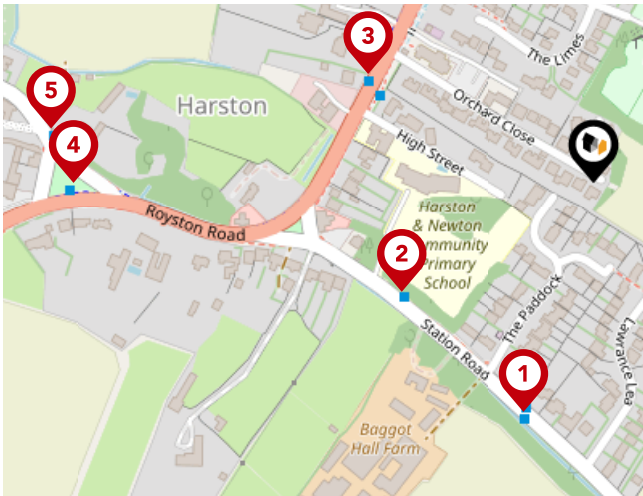 3
The Limes
5
Harston
Orchard Close
High Street
4
Harston
& Newton
Community
Primary
School
Royston Road
2
The Paddock
Station Road
Lawrance Lea
1
Baggot
Hall Farm